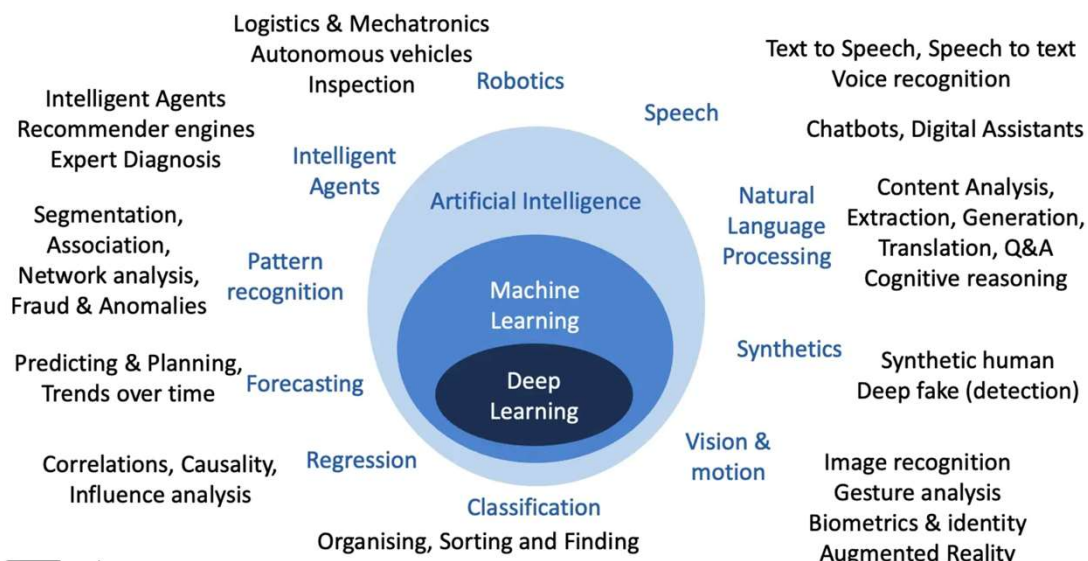 Logistics & Mechatronics
Autonomous vehicles
Inspection
Robotics
Text to Speech, Speech to text
Voice recognition
Speech
Chatbots, Digital Assistants
Intelligent Agents
Recommender engines
Expert Diagnosis
Intelligent
Agents
Artificial Intelligence
Natural
Language
Processing
Content Analysis,
Extraction, Generation,
Translation, Q&A
Cognitive reasoning
Segmentation,
Association,
Network analysis,
Fraud & Anomalies
Pattern
recognition
Machine
Learning
Synthetics
Synthetic human
Deep fake (detection)
Predicting & Planning,
Trends over time
Forecasting
Deep
Learning
Vision &
motion
Image recognition
Gesture analysis
Biometrics & identity
Augmented Reality
Correlations, Causality,
Influence analysis
Regression
Classification
Organising, Sorting and Finding